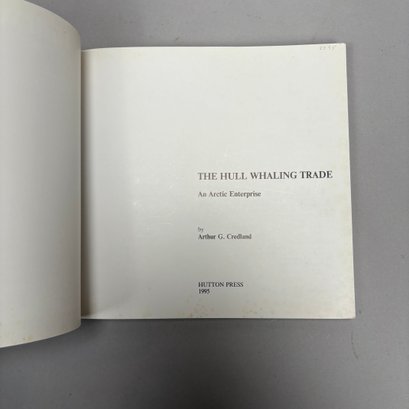 THE HULL WHALING TRADE
An Arctic Enterprise
by
Arthur G. Credland
HUTTON PRESS
1995